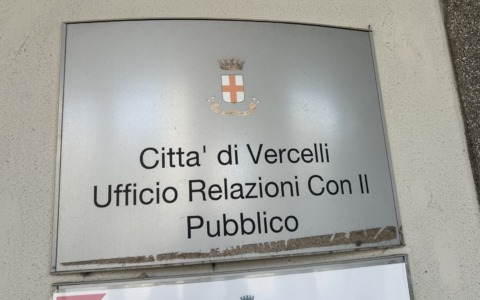 Citta' di Vercelli
Ufficio Relazioni Con Il
Pubblico